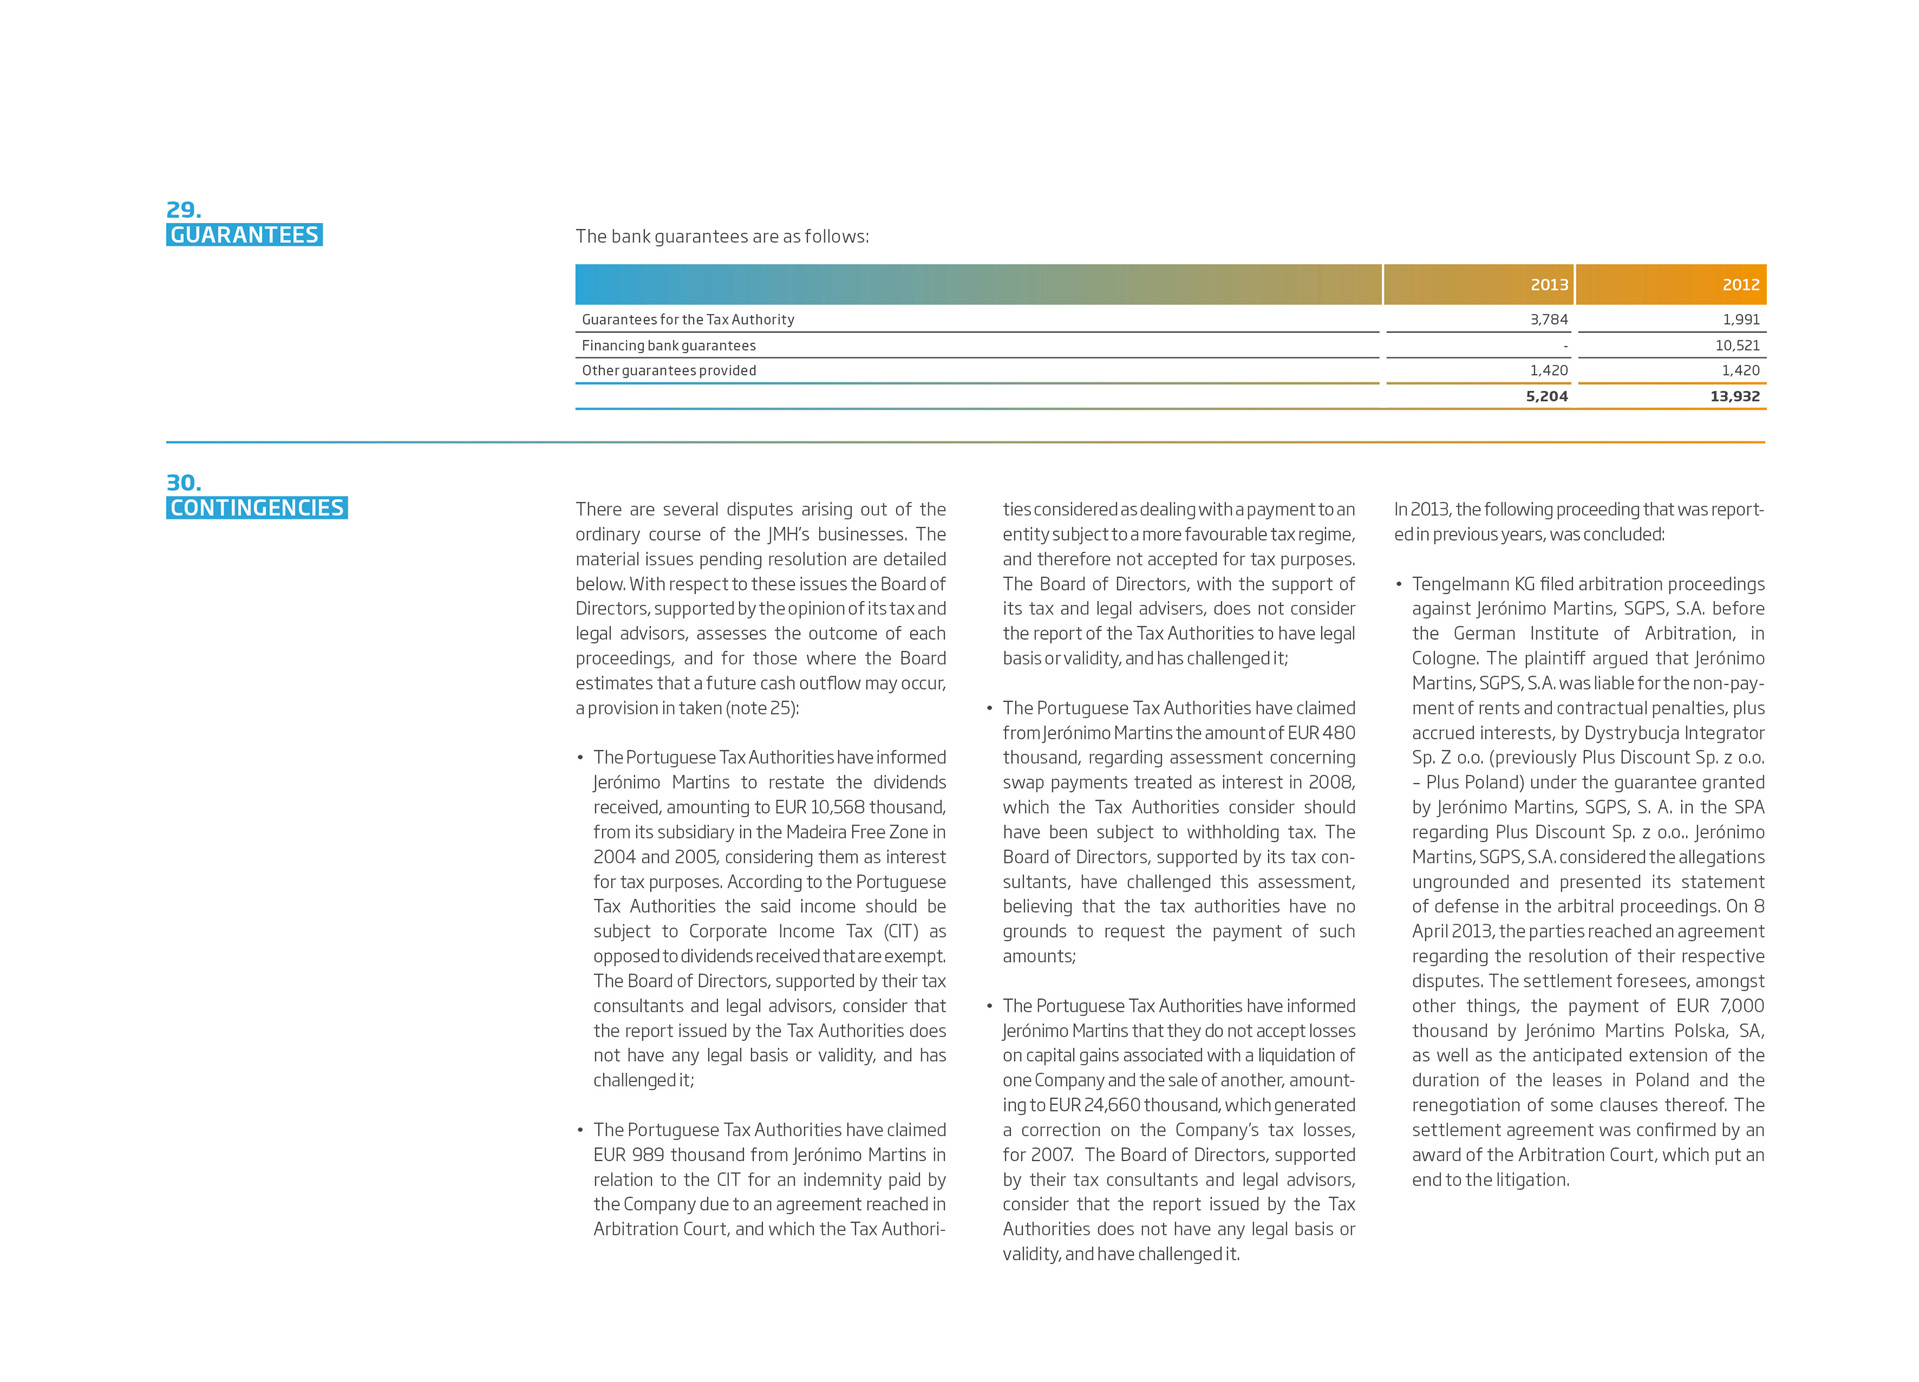 29.
GUARANTEES
The bank guarantees are as follows:
2013 2012
Guarantees for the Tax Authority 3,784 1,991
Financing bank guarantees - 10,521
Other guarantees provided 1,420 1,420
5,204 13,932
30.
CONTINGENCIES
There are several disputes arising out of the
ordinary course of the JMH's businesses. The
material issues pending resolution are detailed
below. With respect to these issues the Board of
Directors, supported by the opinion of its tax and
legal advisors, assesses the outcome of each
proceedings, and for those where the Board
estimates that a future cash outflow may occur,
a provision in taken (note 25):
• The Portuguese Tax Authorities have informed
Jerónimo Martins to restate the dividends
received, amounting to EUR 10,568 thousand,
from its subsidiary in the Madeira Free Zone in
2004 and 2005, considering them as interest
for tax purposes. According to the Portuguese
Tax Authorities the said income should be
subject to Corporate Income Tax (CIT) as
opposed to dividends received that are exempt.
The Board of Directors, supported by their tax
consultants and legal advisors, consider that
the report issued by the Tax Authorities does
not have any legal basis or validity, and has
challenged it;
• The Portuguese Tax Authorities have claimed
EUR 989 thousand from Jerónimo Martins in
relation to the CIT for an indemnity paid by
the Company due to an agreement reached in
Arbitration Court, and which the Tax Authori-
ties considered as dealing with a payment to an
entity subject to a more favourable tax regime,
and therefore not accepted for tax purposes.
The Board of Directors, with the support of
its tax and legal advisers, does not consider
the report of the Tax Authorities to have legal
basis or validity, and has challenged it;
• The Portuguese Tax Authorities have claimed
from Jerónimo Martins the amount of EUR 480
thousand, regarding assessment concerning
swap payments treated as interest in 2008,
which the Tax Authorities consider should
have been subject to withholding tax. The
Board of Directors, supported by its tax con-
sultants, have challenged this assessment,
believing that the tax authorities have no
grounds to request the payment of such
amounts;
• The Portuguese Tax Authorities have informed
Jerónimo Martins that they do not accept losses
on capital gains associated with a liquidation of
one Company and the sale of another, amount-
ing to EUR 24,660 thousand, which generated
a correction on the Company's tax losses,
for 2007. The Board of Directors, supported
by their tax consultants and legal advisors,
consider that the report issued by the Tax
Authorities does not have any legal basis or
validity, and have challenged it.
In 2013, the following proceeding that was report-
ed in previous years, was concluded:
• Tengelmann KG filed arbitration proceedings
against Jerónimo Martins, SGPS, S.A. before
the German Institute of Arbitration, in
Cologne. The plaintiff argued that Jerónimo
Martins, SGPS, S.A. was liable for the non-pay-
ment of rents and contractual penalties, plus
accrued interests, by Dystrybucja Integrator
Sp. Z o.o. (previously Plus Discount Sp. z o.o.
– Plus Poland) under the guarantee granted
by Jerónimo Martins, SGPS, S. A. in the SPA
regarding Plus Discount Sp. z o.o.. Jerónimo
Martins, SGPS, S.A. considered the allegations
ungrounded and presented its statement
of defense in the arbitral proceedings. On 8
April 2013, the parties reached an agreement
regarding the resolution of their respective
disputes. The settlement foresees, amongst
other things, the payment of EUR 7,000
thousand by Jerónimo Martins Polska, SA,
as well as the anticipated extension of the
duration of the leases in Poland and the
renegotiation of some clauses thereof. The
settlement agreement was confirmed by an
award of the Arbitration Court, which put an
end to the litigation.